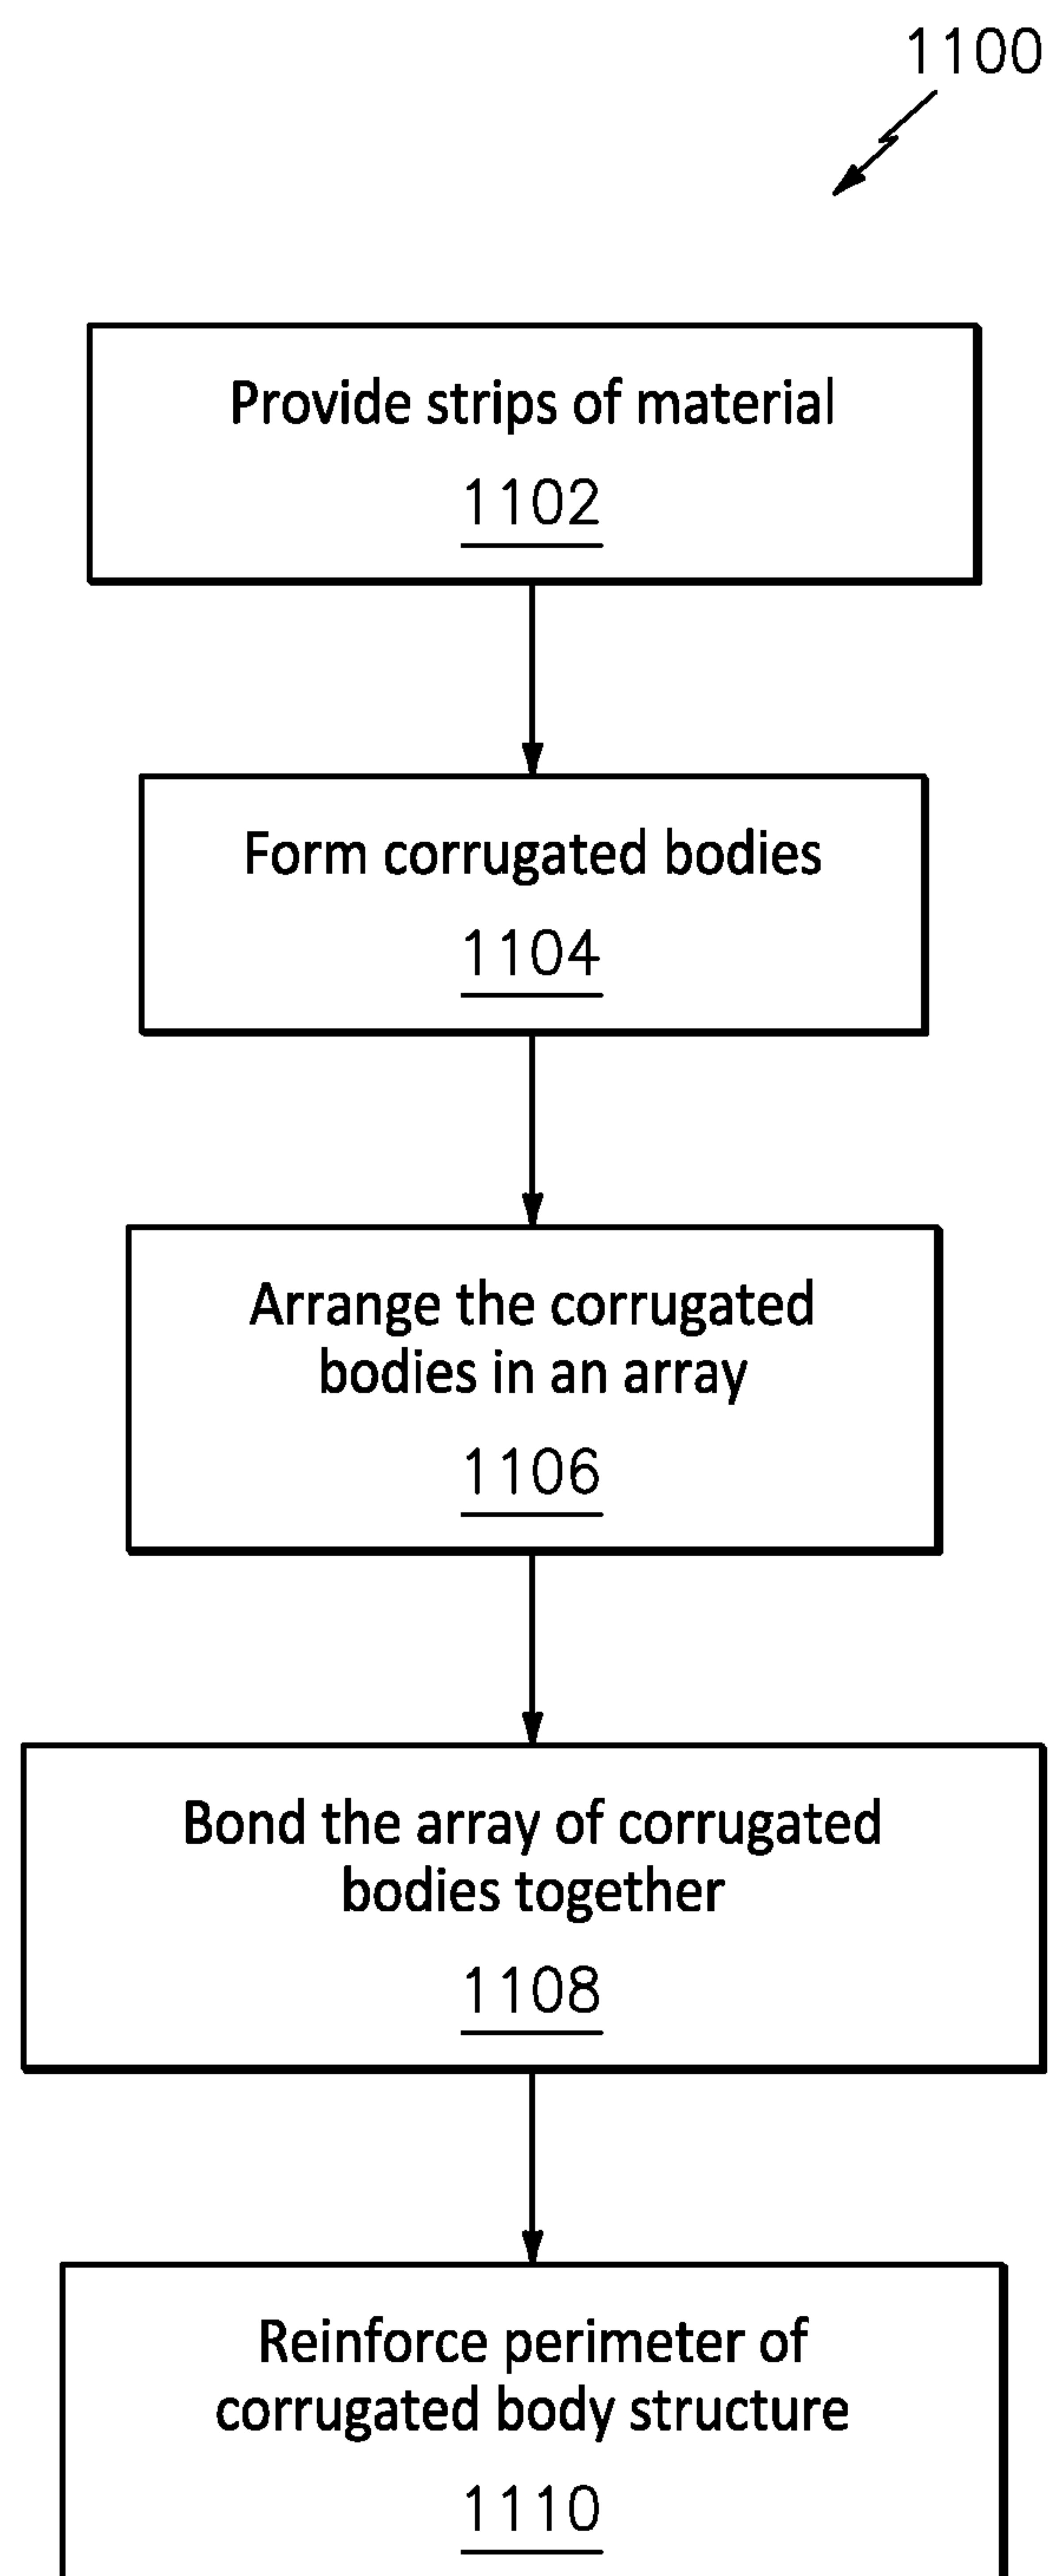 1100
Provide strips of material
1102
Form corrugated bodies
1104
Arrange the corrugated
bodies in an array
1106
Bond the array of corrugated
bodies together
1108
Reinforce perimeter of
corrugated body structure
1110